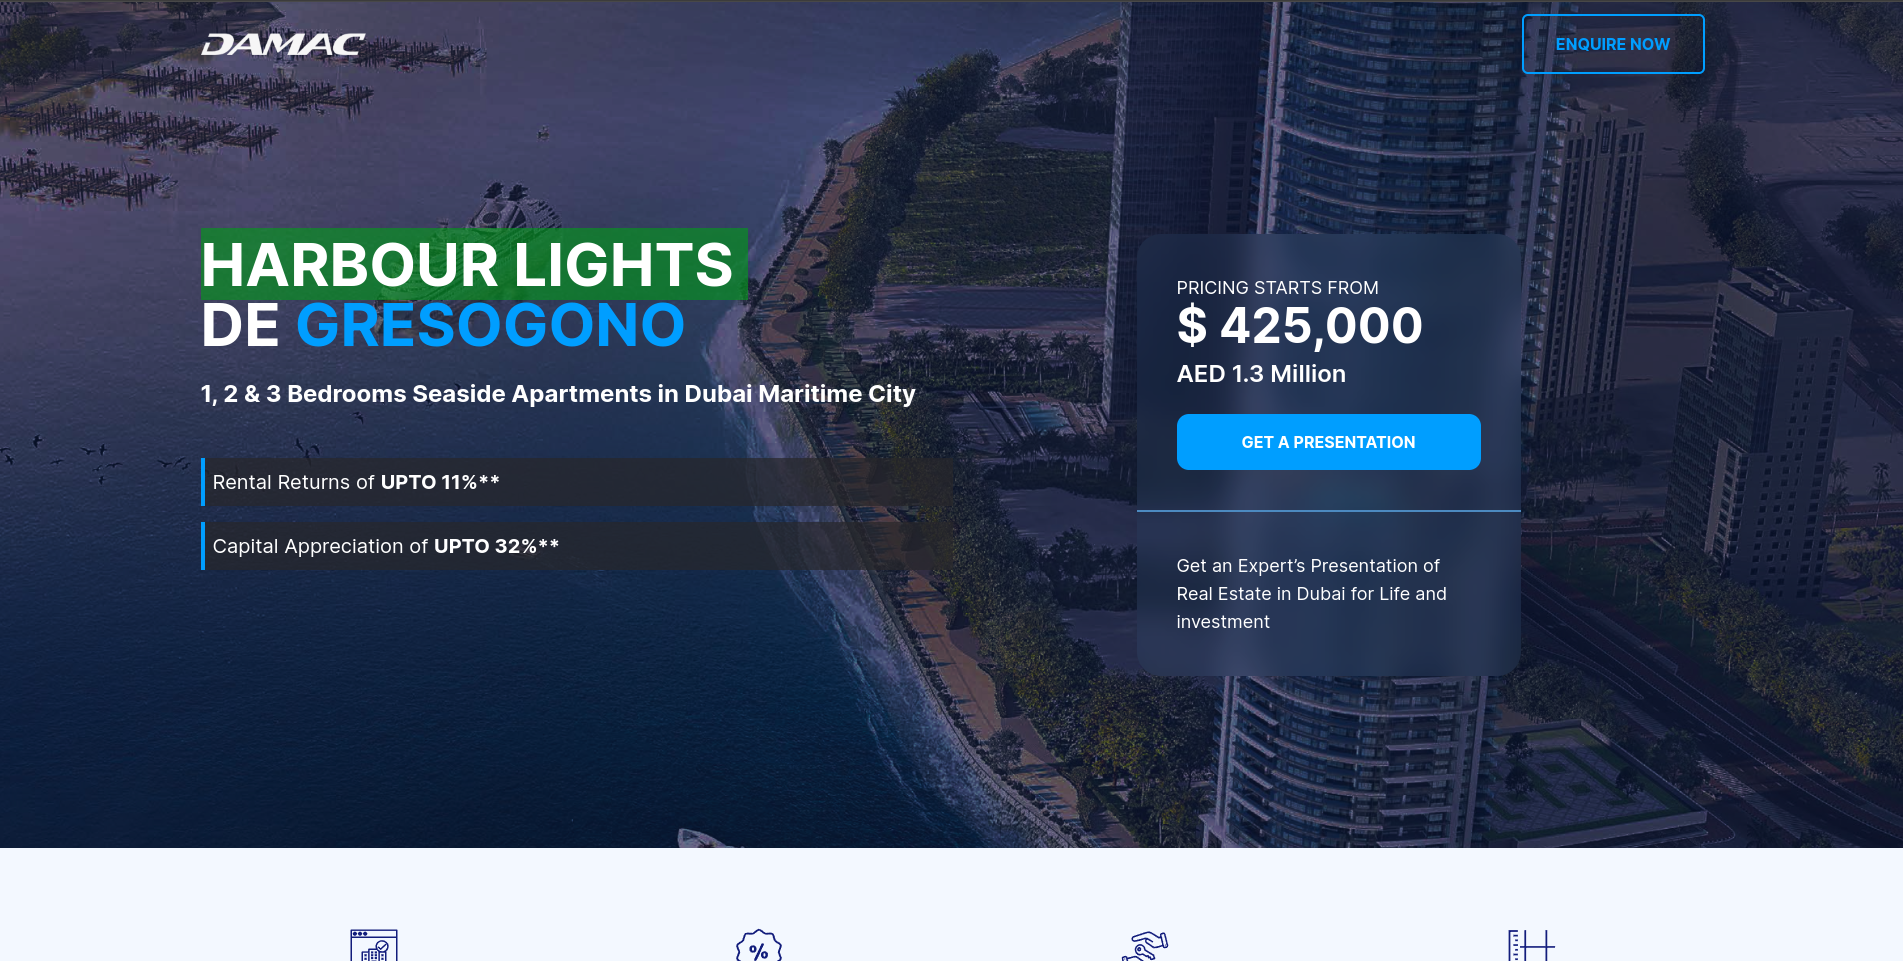 DAMAC
ENQUIRE NOW
HARBOUR LIGHTS
DE GRESOGONO
1, 2 & 3 Bedrooms Seaside Apartments in Dubai Maritime City
Rental Returns of UPTO 11%**
Capital Appreciation of UPTO 32%**
PRICING STARTS FROM
$ 425,000
AED 1.3 Million
GET A PRESENTATION
Get an Expert’s Presentation of
Real Estate in Dubai for Life and
investment
%